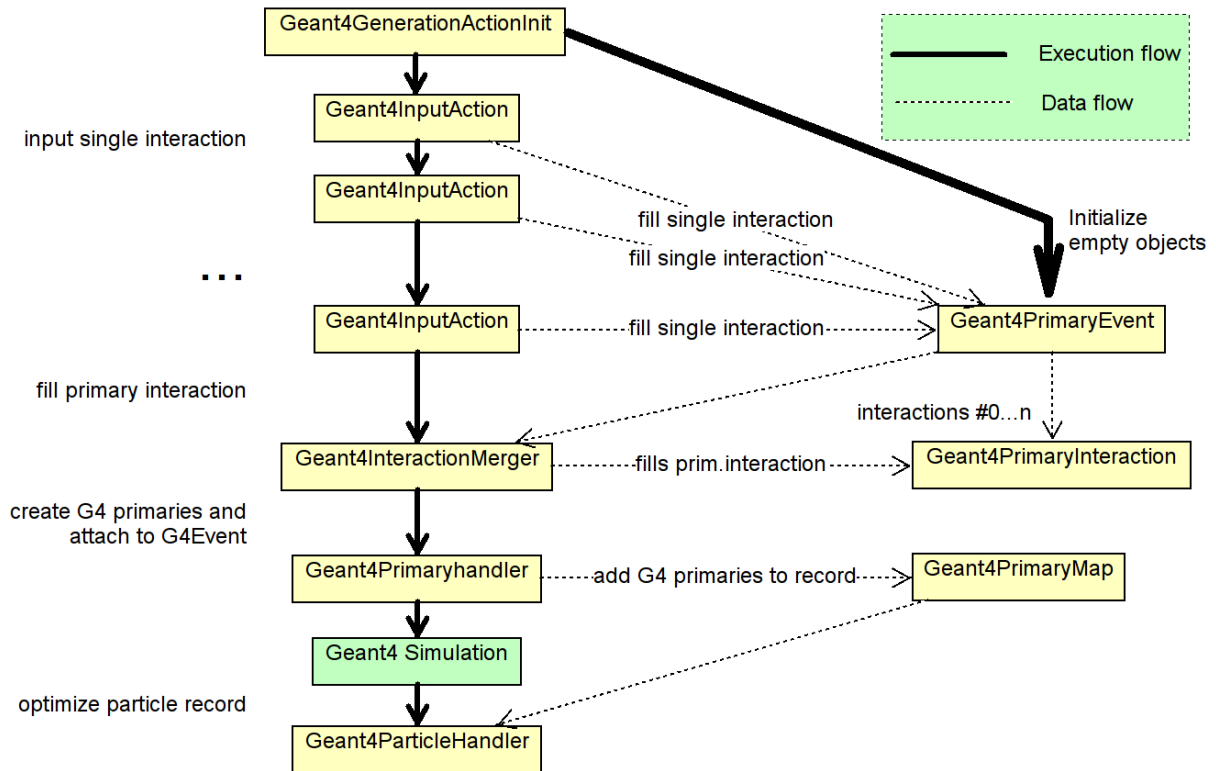 Geant4GenerationActionInit
Execution flow
Data flow
Geant4InputAction
input single interaction
Geant4InputAction
fill single interaction
Initialize
empty objects
fill single interaction
...
Geant4InputAction
fill single interaction
Geant4PrimaryEvent
fill primary interaction
interactions #0...n
Geant4InteractionMerger
fills prim.interaction
Geant4PrimaryInteraction
create G4 primaries and
attach to G4Event
Geant4Primaryhandler
add G4 primaries to record
Geant4PrimaryMap
Geant4 Simulation
optimize particle record
Geant4ParticleHandler